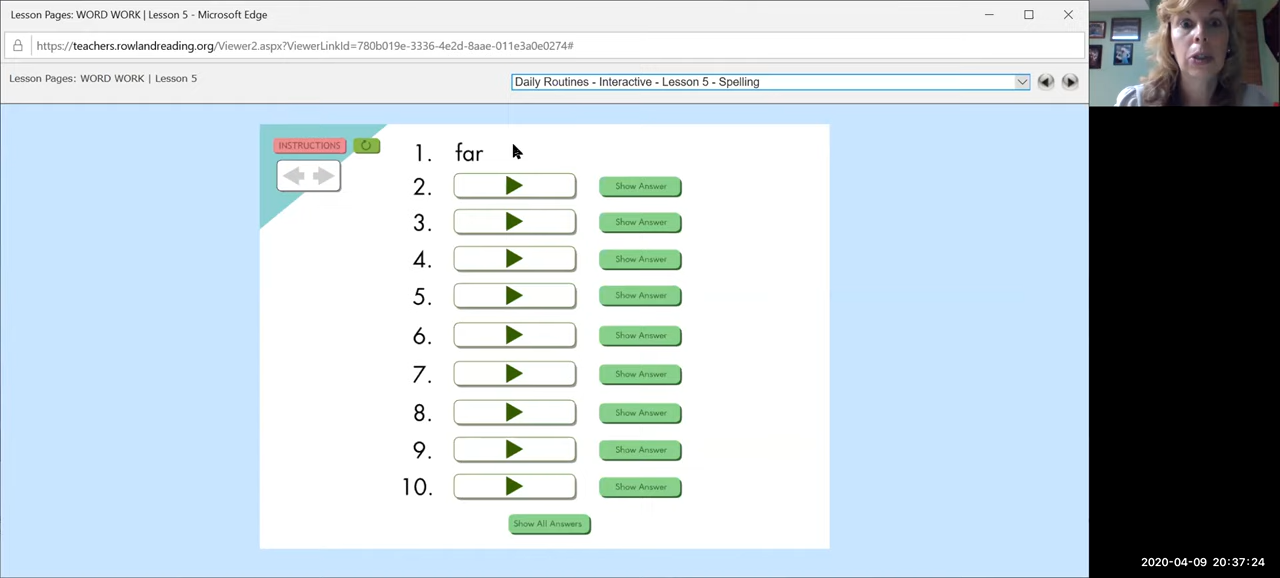 Lesson Pages: WORD WORK | Lesson 5 - Microsoft Edge
https://teachers.rowlandreading.org/Viewer2.aspx?ViewerLinkId=780b019e-3336-4e2d-8aae-011e3a0e0274#
Lesson Pages: WORD WORK | Lesson 5
Daily Routines - Interactive - Lesson 5 - Spelling
INSTRUCTIONS
1. far
2. Show Answer
3. Show Answer
4. Show Answer
5. Show Answer
6. Show Answer
7. Show Answer
8. Show Answer
9. Show Answer
10. Show Answer
Show All Answers
2020-04-09 20:37:24